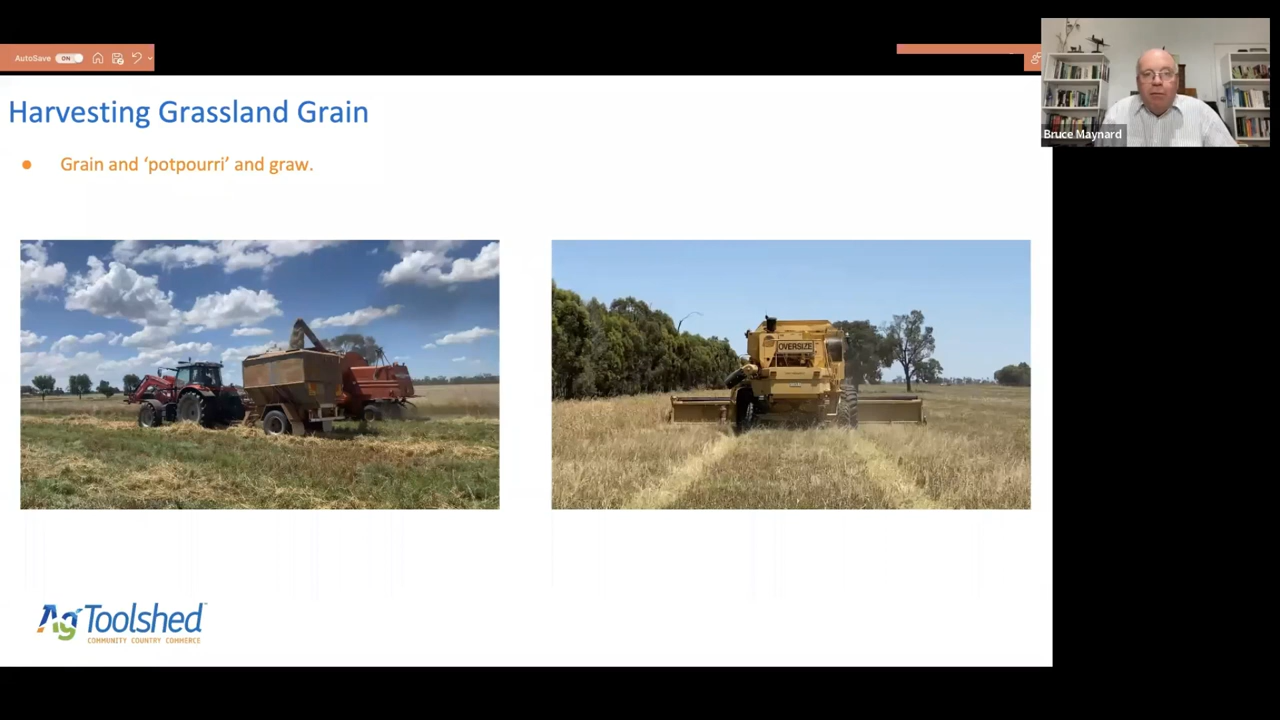 AutoSave ON
Harvesting Grassland Grain
Grain and ‘potpourri’ and graw.
Bruce Maynard
OVERSIZE
AgToolshed
COMMUNITY COUNTRY COMMERCE